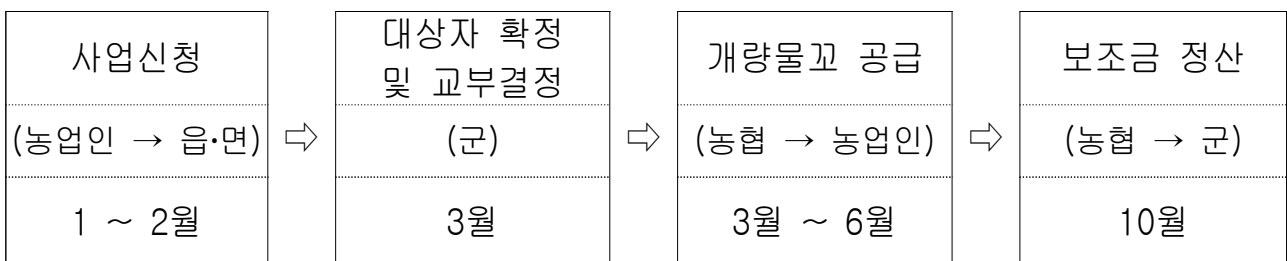 사업신청
(농업인 → 읍·면)
1 ~ 2월
⇨
대상자 확정
및 교부결정
(군)
3월
⇨
개량물꼬 공급
(농협 → 농업인)
3월 ~ 6월
⇨
보조금 정산
(농협 → 군)
10월